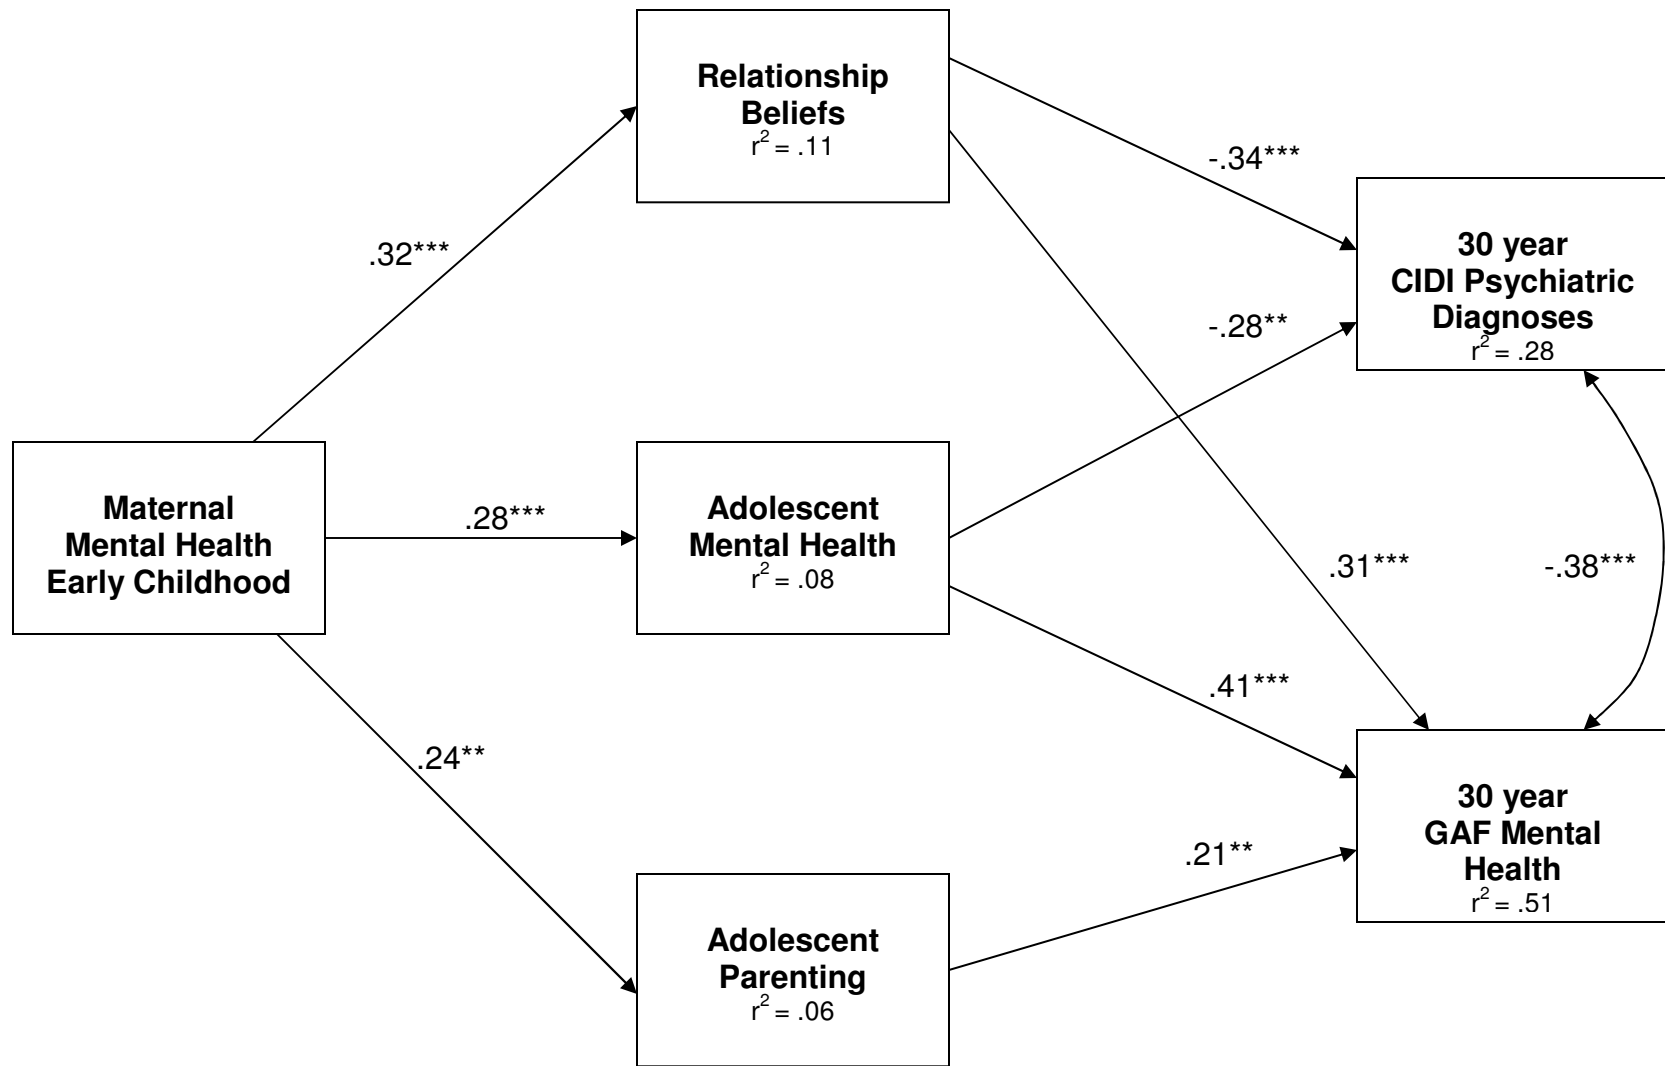 Relationship
Beliefs
r² = .11
-.34***
30 year
CIDI Psychiatric
Diagnoses
r² = .28
.32***
-.28**
Maternal
Mental Health
Early Childhood
.28***
Adolescent
Mental Health
r² = .08
.31***
-.38***
.41***
.24**
30 year
GAF Mental
Health
r² = .51
.21**
Adolescent
Parenting
r² = .06